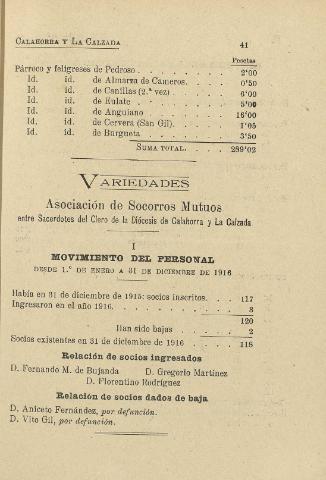 CALAHORRA Y LA CALZADA 41
Pesetas
Párroco y feligreses de Pedroso . . . . . . . 2'00
Id. id. de Almarza de Cameros. . . . 0'50
Id. id. de Canillas (2.ª vez) . . . . 6'00
Id. id. de Eulate . . . . . . . 5'00
Id. id. de Anguiano . . . . . . 16'00
Id. id. de Cervera (San Gil). . . . . 1'05
Id. id. de Bargueta . . . . . . 3'50
SUMA TOTAL. . . . . 289'02
VARIEDADES
Asociación de Socorros Mutuos
entre Sacerdotes del Clero de la Diócesis de Calahorra y La Calzada
I
MOVIMIENTO DEL PERSONAL
DESDE 1.º DE ENERO A 31 DE DICIEMBRE DE 1916
Había en 31 de diciembre de 1915: socios inscritos. . . 117
Ingresaron en el año 1916. . . . . . . . . 3
120
Han sido bajas . . . . 2
Socios existentes en 31 de diciembre de 1916 . . . . 118
Relación de socios ingresados
D. Fernando M. de Bujanda D. Gregorio Martínez
D. Florentino Rodríguez
Relación de socios dados de baja
D. Aniceto Fernández, por defunción.
D. Vito Gil, por defunción.